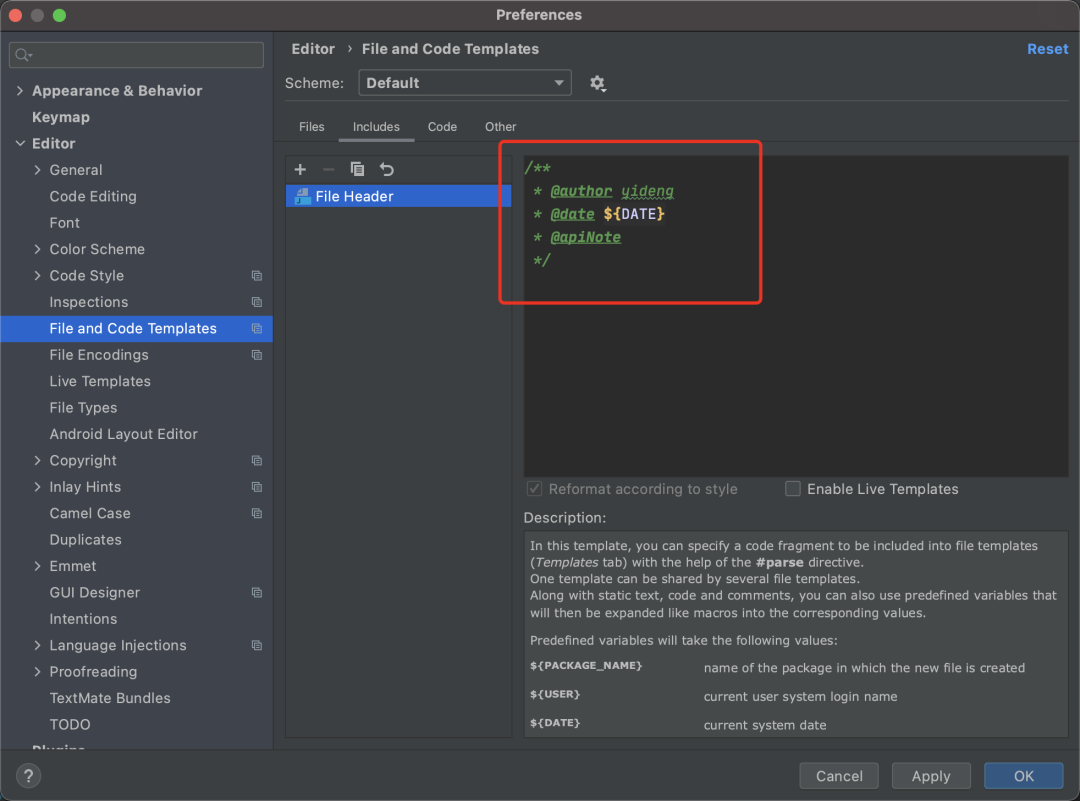 Preferences
Editor › File and Code Templates
Reset
Scheme:
Default
Appearance & Behavior
Keymap
Editor
General
Code Editing
Font
Color Scheme
Code Style
Inspections
File and Code Templates
File Encodings
Live Templates
File Types
Android Layout Editor
Copyright
Inlay Hints
Camel Case
Duplicates
Emmet
GUI Designer
Intentions
Language Injections
Proofreading
TextMate Bundles
TODO
Plugins
Files Includes Code Other
File Header
/**
* @author yideng
* @date ${DATE}
* @apiNote
*/
Reformat according to style
Enable Live Templates
Description:
In this template, you can specify a code fragment to be included into file templates
(Templates tab) with the help of the #parse directive.
One template can be shared by several file templates.
Along with static text, code and comments, you can also use predefined variables that
will then be expanded like macros into the corresponding values.
Predefined variables will take the following values:
${PACKAGE_NAME} name of the package in which the new file is created
${USER} current user system login name
${DATE} current system date
?
Cancel
Apply
OK